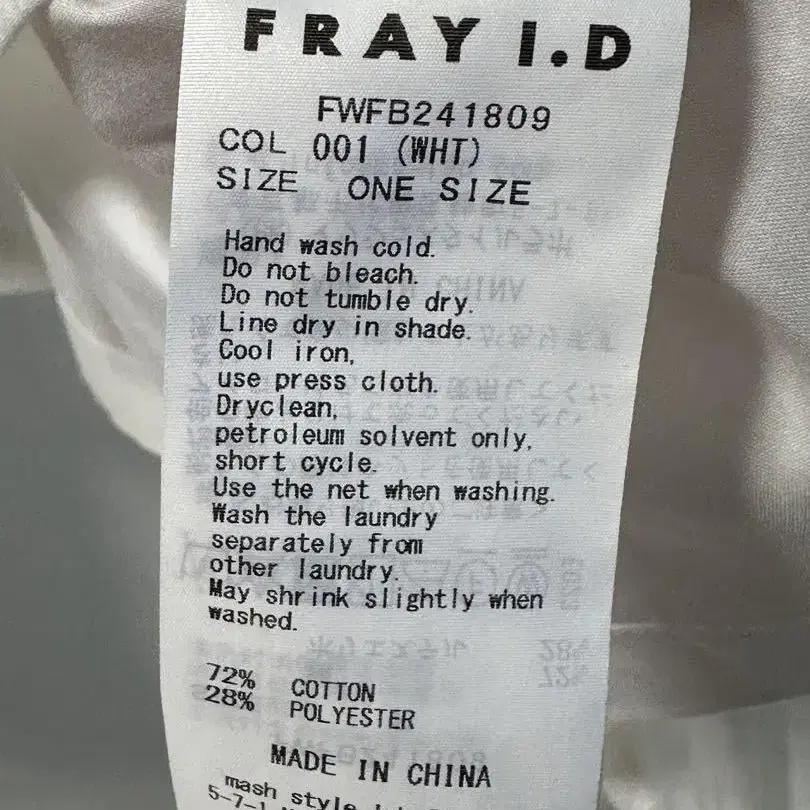 FRAY I.D
FWFB241809
COL 001 (WHT)
SIZE ONE SIZE
Hand wash cold.
Do not bleach.
Do not tumble dry.
Line dry in shade.
Cool iron,
use press cloth.
Dryclean,
petroleum solvent only,
short cycle.
Use the net when washing.
Wash the laundry
separately from
other laundry.
May shrink slightly when
washed.
72% COTTON
28% POLYESTER
MADE IN CHINA
mash style
5-7-1